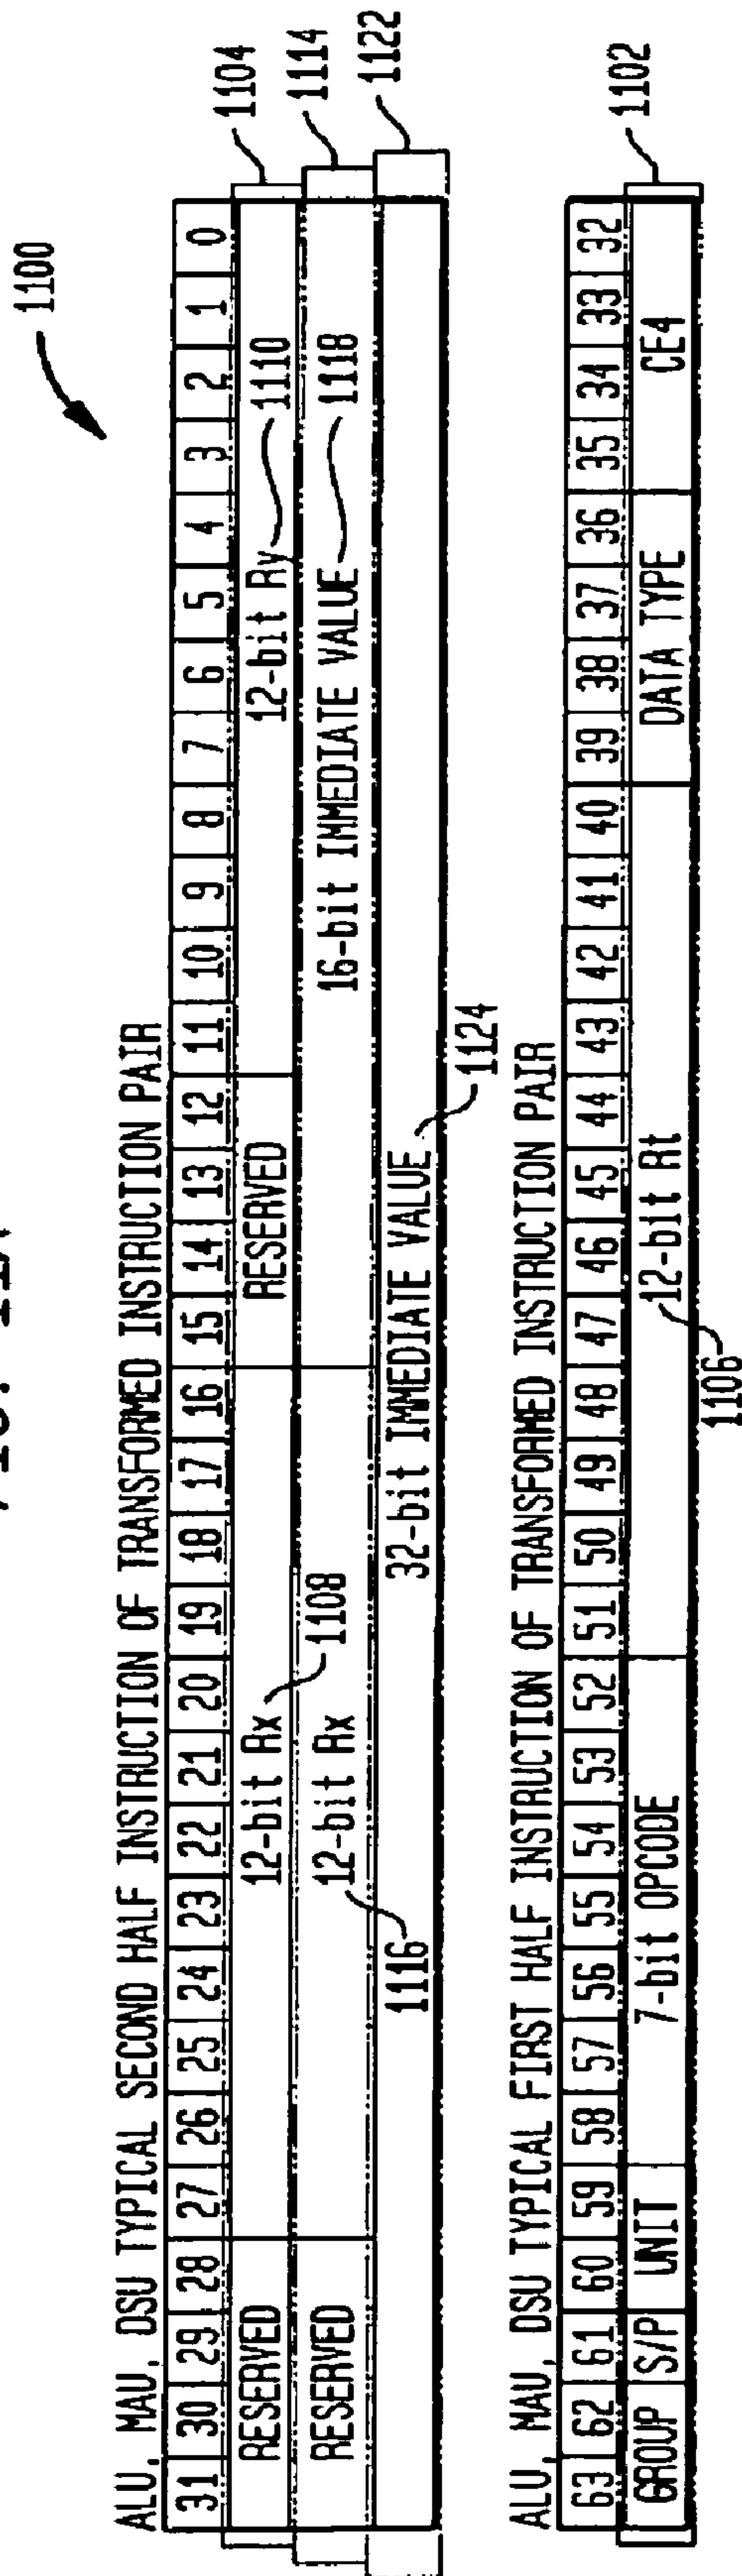 1100
ALU, MAU, DSU TYPICAL SECOND HALF INSTRUCTION OF TRANSFORMED INSTRUCTION PAIR
31 30 29 28 27 26 25 24 23 22 21 20 19 18 17 16 15 14 13 12 11 10 9 8 7 6 5 4 3 2 1 0
RESERVED 12-bit Rx 1108 RESERVED 12-bit Ry 1110 1104
RESERVED 12-bit Rx 1116 16-bit IMMEDIATE VALUE 1118 1114
32-bit IMMEDIATE VALUE 1124 1122
ALU, MAU, DSU TYPICAL FIRST HALF INSTRUCTION OF TRANSFORMED INSTRUCTION PAIR
63 62 61 60 59 58 57 56 55 54 53 52 51 50 49 48 47 46 45 44 43 42 41 40 39 38 37 36 35 34 33 32
GROUP S/P UNIT 7-bit OPCODE 12-bit Rt DATA TYPE CE4 1102
1106